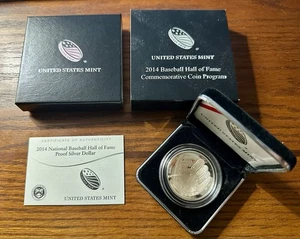 UNITED STATES MINT
2014 Baseball Hall of Fame
Commemorative Coin Program
UNITED STATES MINT
CERTIFICATE OF AUTHENTICITY
2014 National Baseball Hall of Fame
Proof Silver Dollar
UNITED STATES MINT